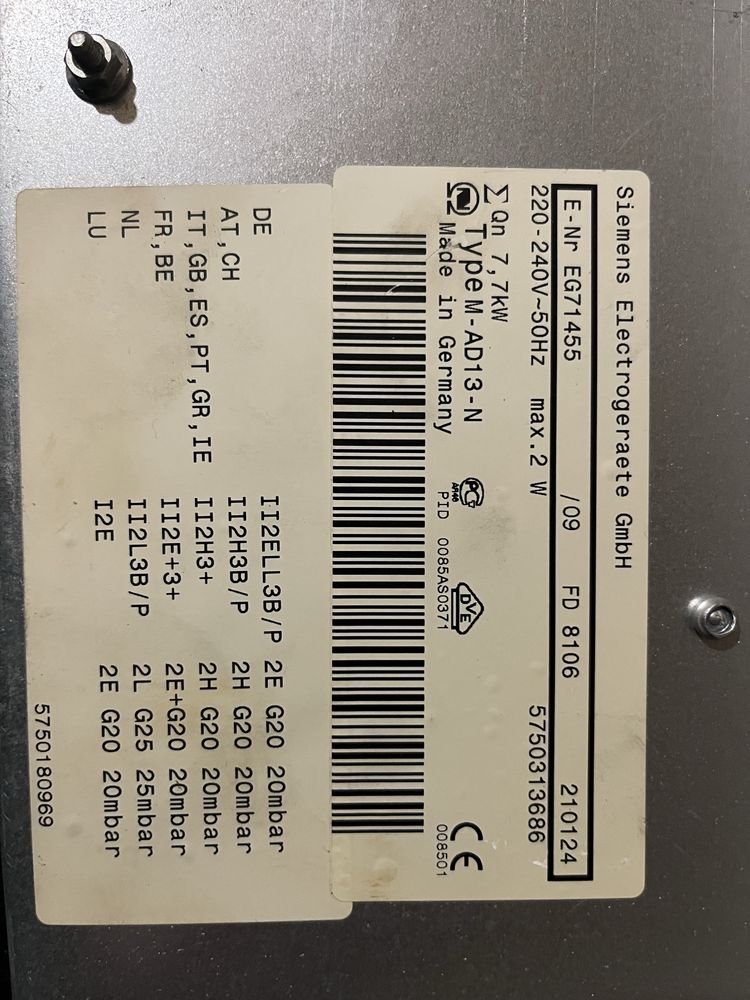 Siemens Electrogeraete GmbH
E-Nr EG71455 /09 FD 8106 210124
220-240V~50Hz max.2 W 5750313686
Σ Qn 7,7kW
Type M-AD13-N
Made in Germany
PID 0085AS0371
DVE
CE
008501
DE II2ELL3B/P 2E G20 20mbar
AT,CH II2H3B/P 2H G20 20mbar
IT,GB,ES,PT,GR,IE II2H3+ 2H G20 20mbar
FR,BE II2E+3+ 2E+G20 20mbar
NL II2L3B/P 2L G25 25mbar
LU I2E 2E G20 20mbar
5750180969